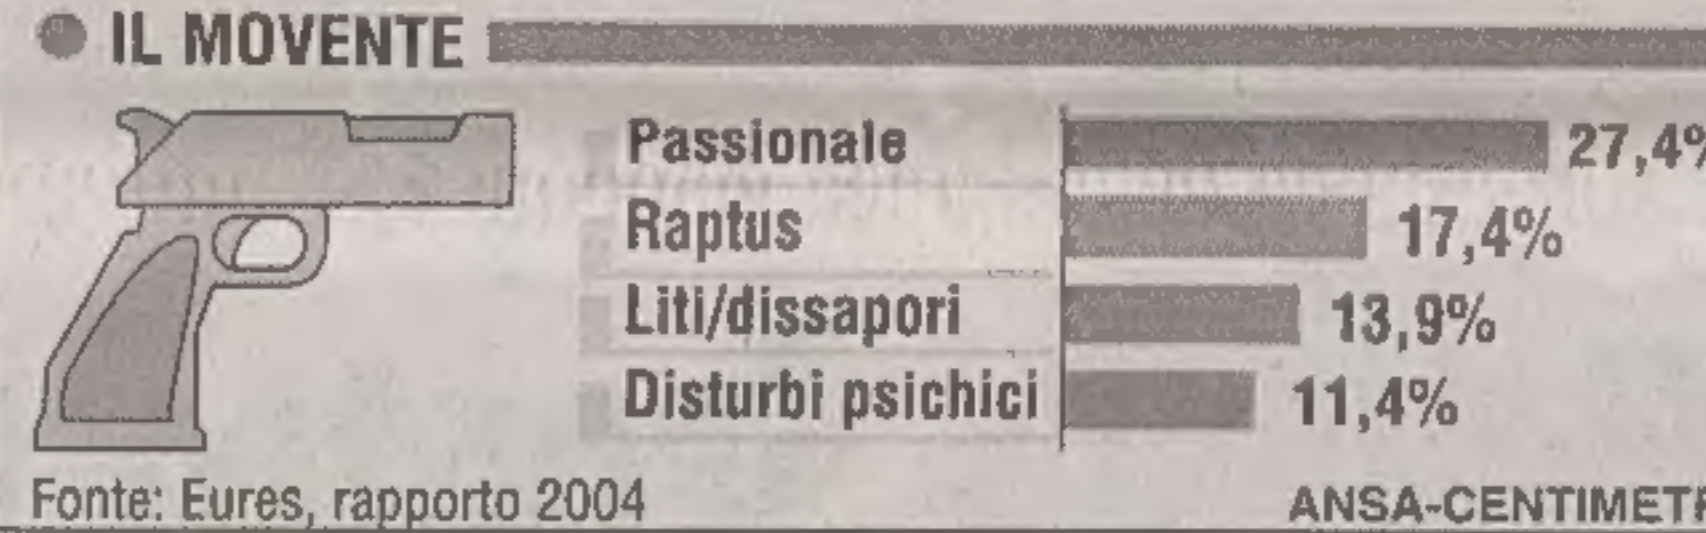 IL MOVENTE
Passionale 27,4%
Raptus 17,4%
Liti/dissapori 13,9%
Disturbi psichici 11,4%
Fonte: Eures, rapporto 2004